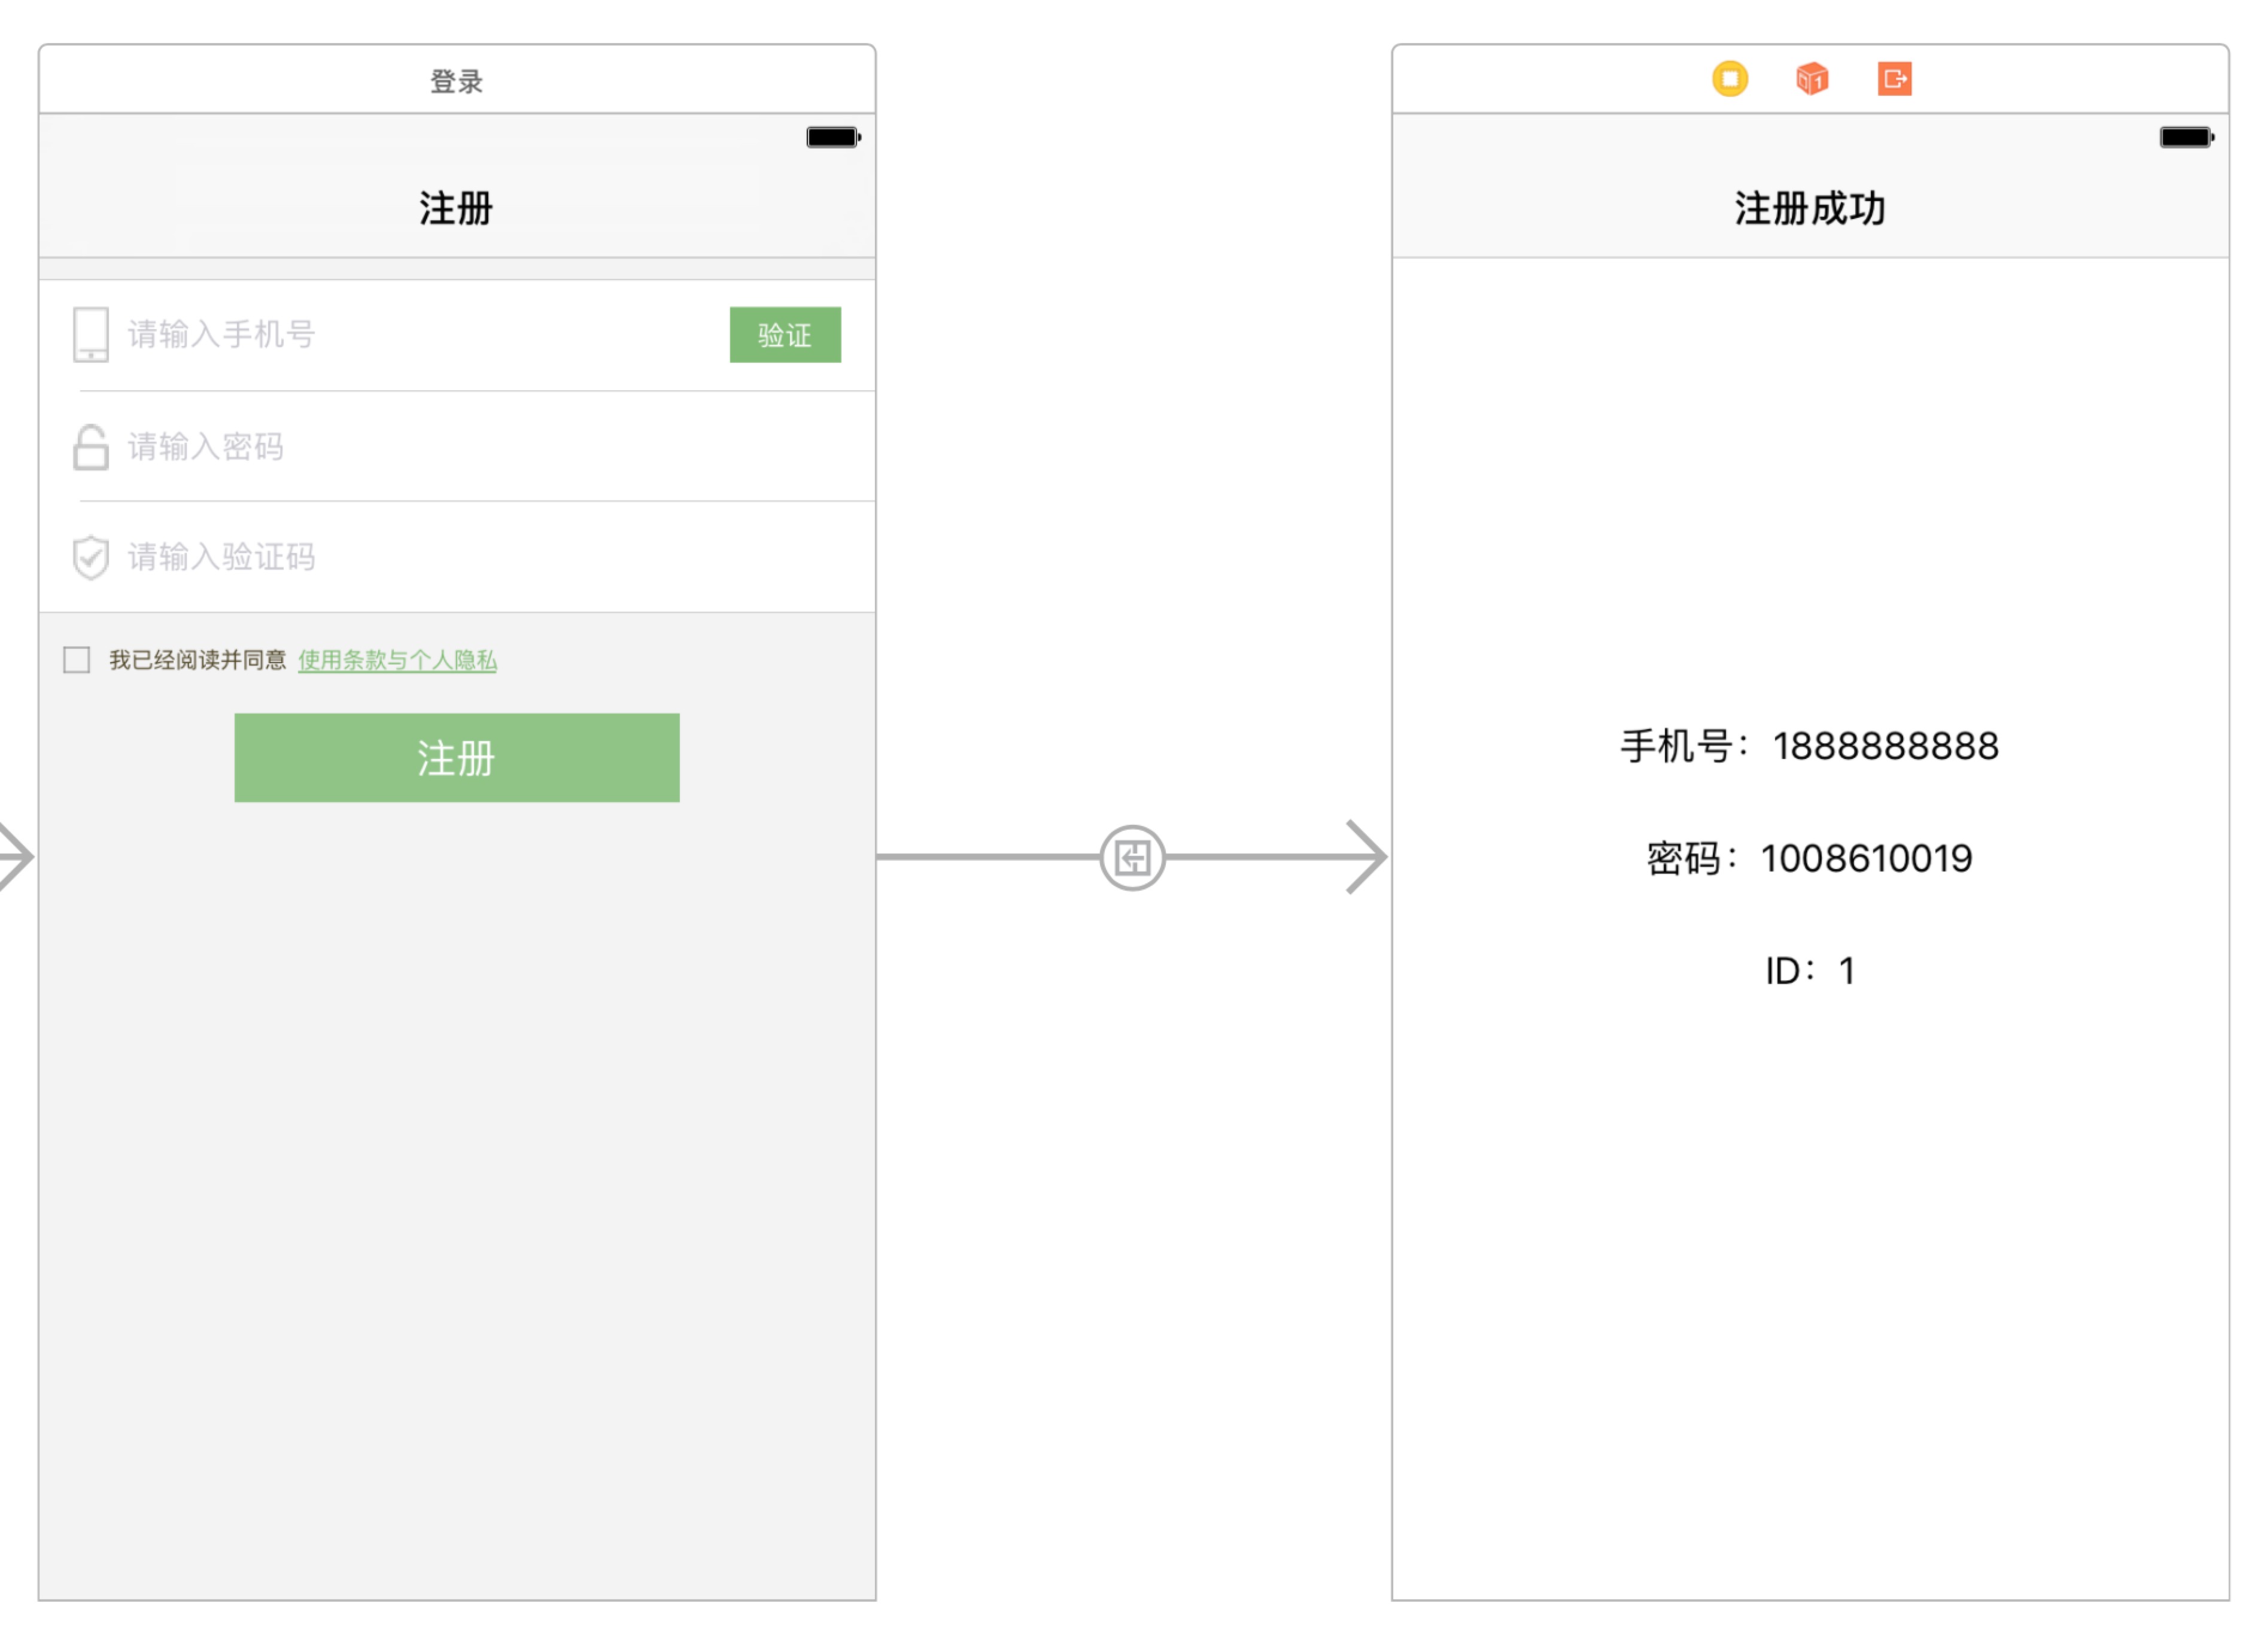 登录
注册
请输入手机号 验证
请输入密码
请输入验证码
我已经阅读并同意 使用条款与个人隐私
注册
1
注册成功
手机号：1888888888
密码：1008610019
ID：1